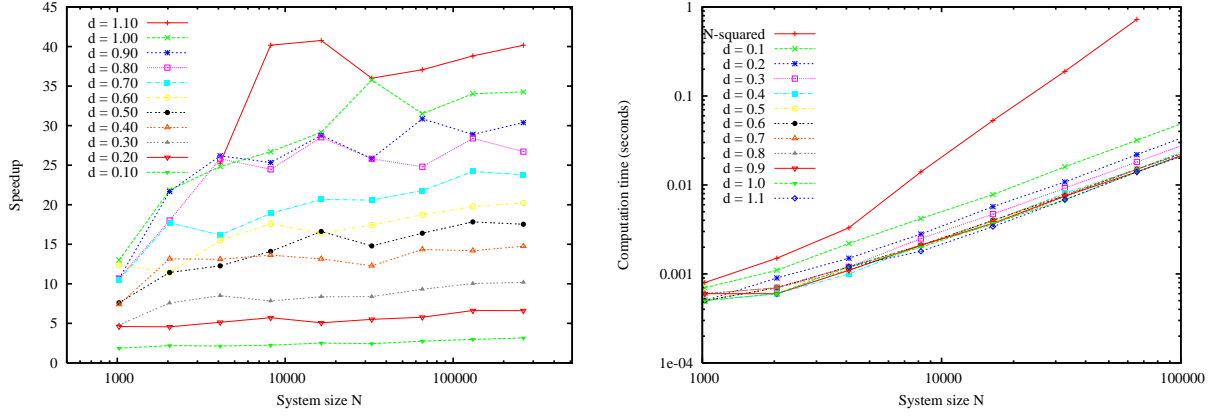 45
40
35
30
25
20
15
10
5
0
Speedup
1000
10000
100000
System size N
d = 1.10
d = 1.00
d = 0.90
d = 0.80
d = 0.70
d = 0.60
d = 0.50
d = 0.40
d = 0.30
d = 0.20
d = 0.10
1
0.1
0.01
0.001
1e-04
Computation time (seconds)
1000
10000
100000
System size N
N-squared
d = 0.1
d = 0.2
d = 0.3
d = 0.4
d = 0.5
d = 0.6
d = 0.7
d = 0.8
d = 0.9
d = 1.0
d = 1.1